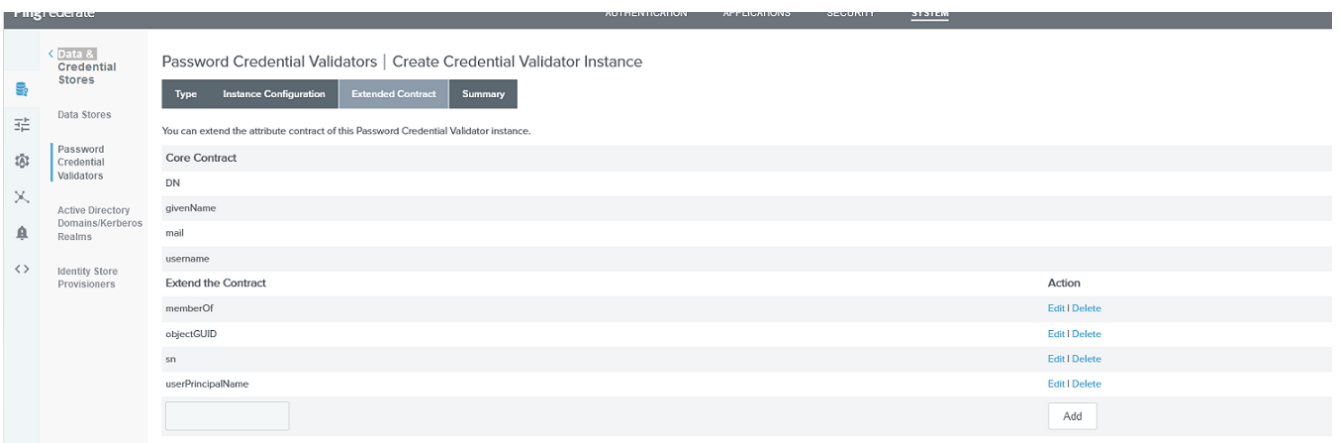 PingFederate
AUTHENTICATION APPLICATIONS SECURITY SYSTEM
Data &
Credential
Stores
Data Stores
Password
Credential
Validators
Active Directory
Domains/Kerberos
Realms
Identity Store
Provisioners
Password Credential Validators | Create Credential Validator Instance
Type Instance Configuration Extended Contract Summary
You can extend the attribute contract of this Password Credential Validator instance.
Core Contract
DN
givenName
mail
username
Extend the Contract Action
memberOf Edit | Delete
objectGUID Edit | Delete
sn Edit | Delete
userPrincipalName Edit | Delete
Add